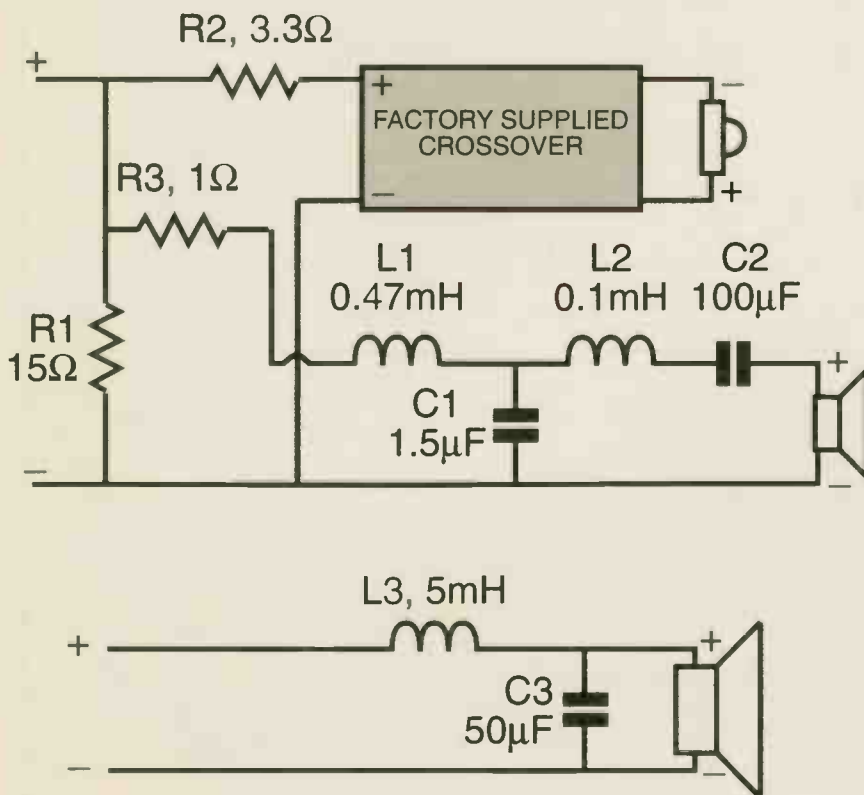 R2, 3.3Ω
+
+
−
FACTORY SUPPLIED
CROSSOVER
−
+
R3, 1Ω
L1
0.47mH
L2
0.1mH
C2
100µF
R1
15Ω
C1
1.5µF
+
−
−
L3, 5mH
+
+
C3
50µF
−
−